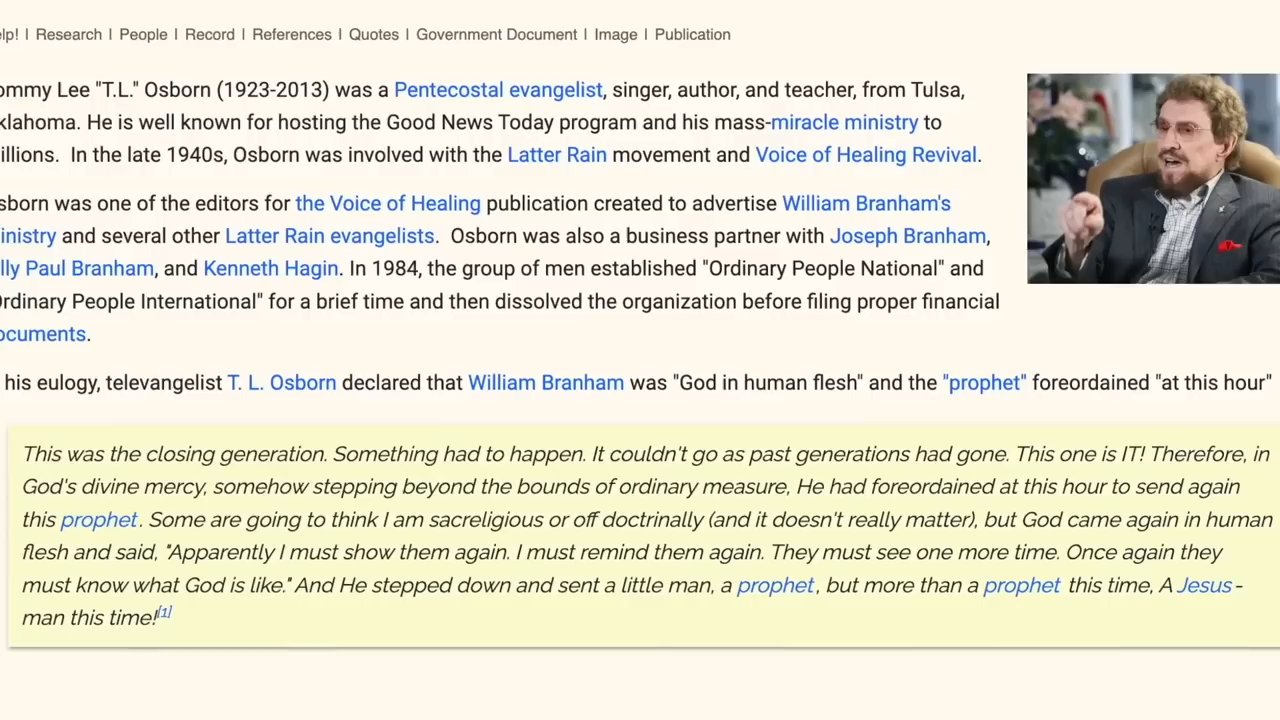 elp! | Research | People | Record | References | Quotes | Government Document | Image | Publication
ommy Lee "T.L." Osborn (1923-2013) was a Pentecostal evangelist, singer, author, and teacher, from Tulsa,
klahoma. He is well known for hosting the Good News Today program and his mass-miracle ministry to
illions. In the late 1940s, Osborn was involved with the Latter Rain movement and Voice of Healing Revival.
sborn was one of the editors for the Voice of Healing publication created to advertise William Branham's
inistry and several other Latter Rain evangelists. Osborn was also a business partner with Joseph Branham,
lly Paul Branham, and Kenneth Hagin. In 1984, the group of men established "Ordinary People National" and
Ordinary People International" for a brief time and then dissolved the organization before filing proper financial
ocuments.
his eulogy, televangelist T. L. Osborn declared that William Branham was "God in human flesh" and the "prophet" foreordained "at this hour"
This was the closing generation. Something had to happen. It couldn't go as past generations had gone. This one is IT! Therefore, in
God's divine mercy, somehow stepping beyond the bounds of ordinary measure, He had foreordained at this hour to send again
this prophet. Some are going to think I am sacreligious or off doctrinally (and it doesn't really matter), but God came again in human
flesh and said, "Apparently I must show them again. I must remind them again. They must see one more time. Once again they
must know what God is like." And He stepped down and sent a little man, a prophet, but more than a prophet this time, A Jesus-
man this time![1]